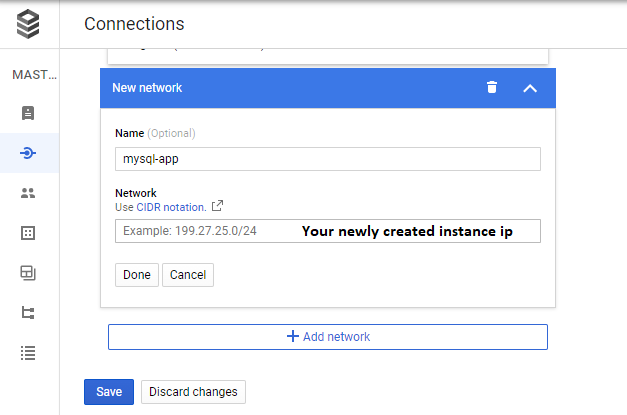 Connections
MAST...
New network
Name (Optional)
mysql-app
Network
Use CIDR notation.
Example: 199.27.25.0/24 Your newly created instance ip
Done Cancel
+ Add network
Save Discard changes